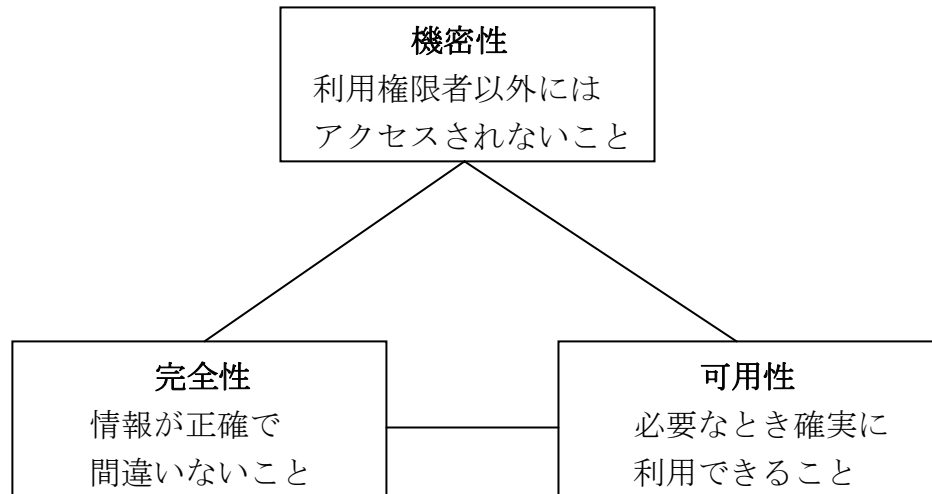 機密性
利用権限者以外には
アクセスされないこと
完全性
情報が正確で
間違いないこと
可用性
必要なとき確実に
利用できること